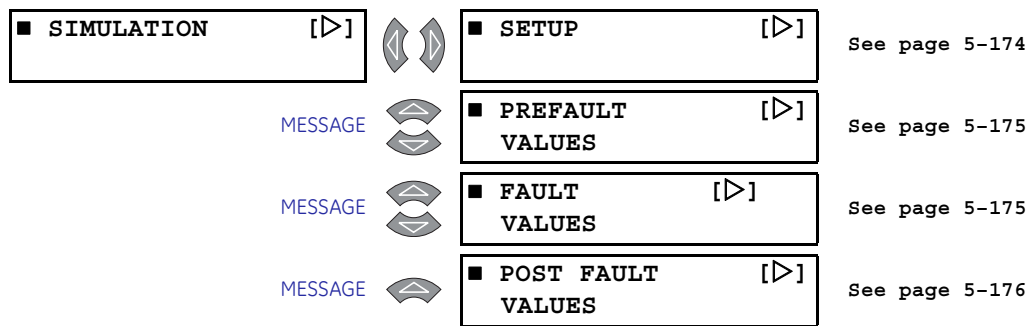 ■ SIMULATION [▷] ■ SETUP [▷] See page 5-174
MESSAGE ■ PREFAULT [▷] See page 5-175
VALUES
MESSAGE ■ FAULT [▷] See page 5-175
VALUES
MESSAGE ■ POST FAULT [▷] See page 5-176
VALUES